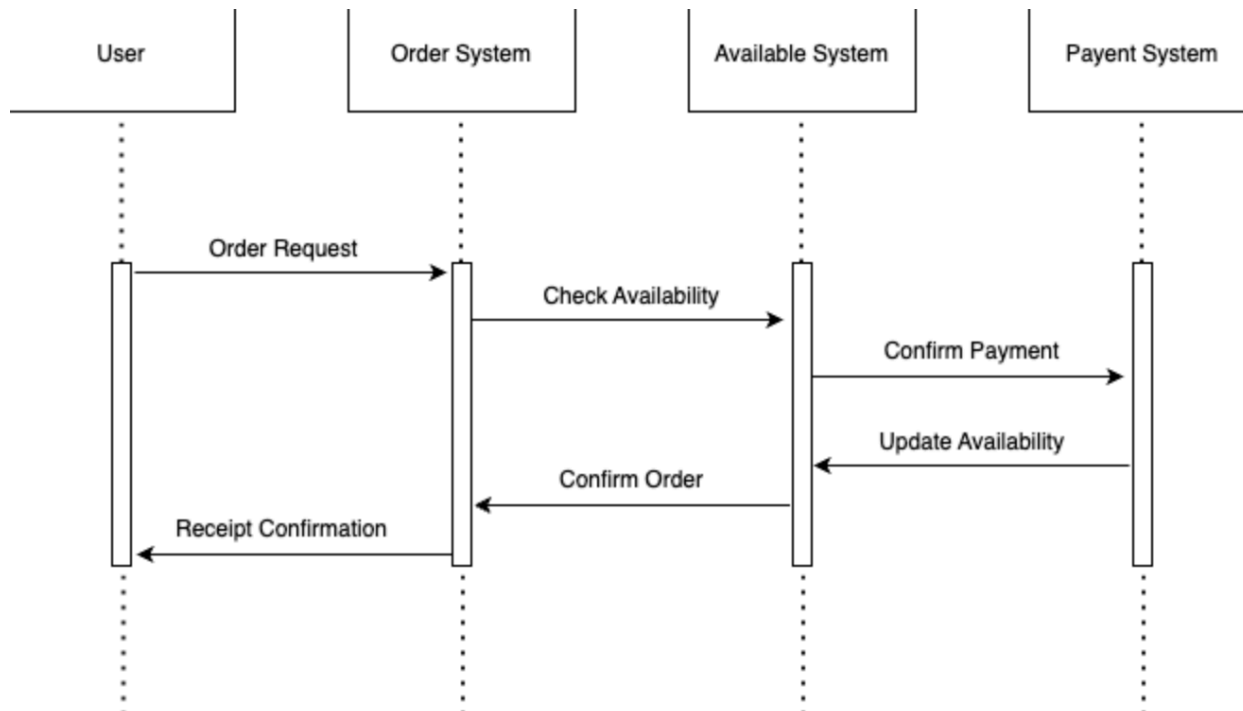 User
Order System
Available System
Payent System
Order Request
Check Availability
Confirm Payment
Update Availability
Confirm Order
Receipt Confirmation